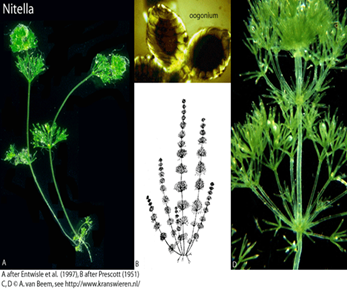 Nitella
oogonium
A
B
D
A after Entwisle et al. (1997), B after Prescott (1951)
C, D © A. van Beem, see http://www.kranswieren.nl/